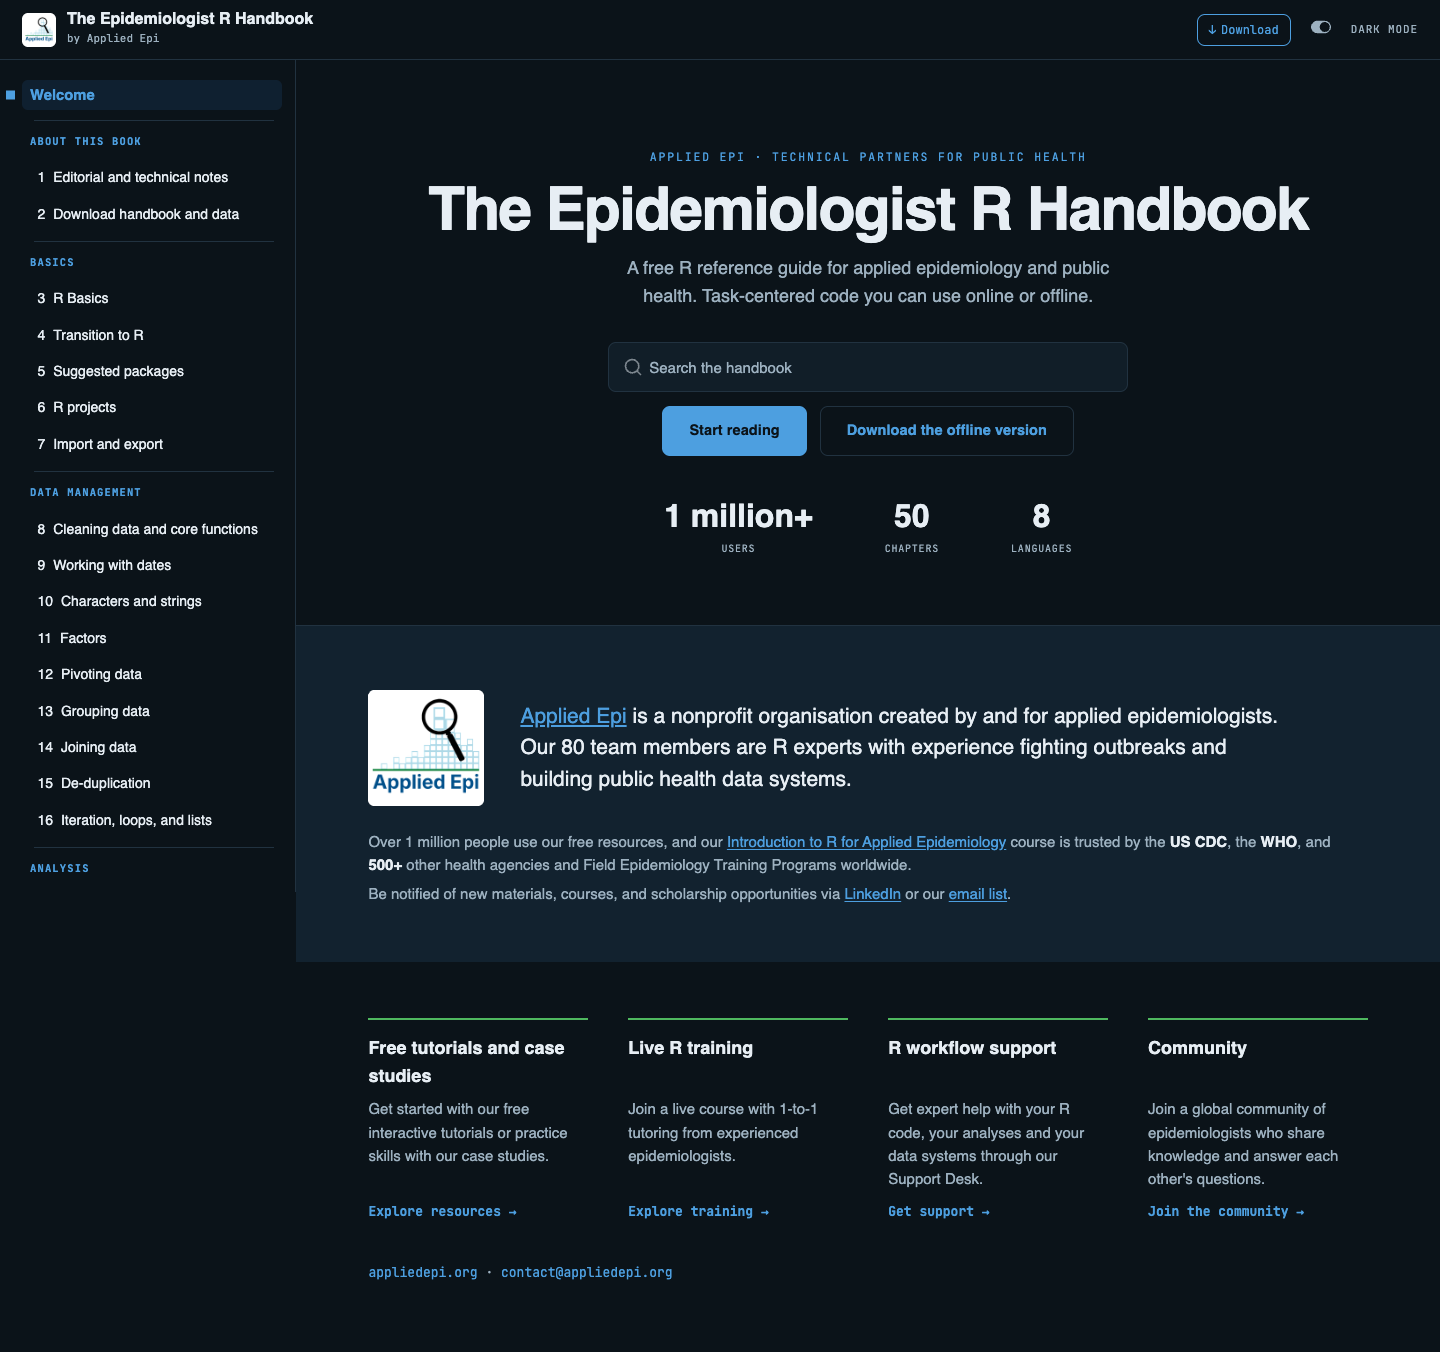 The Epidemiologist R Handbook
by Applied Epi
↓ Download
DARK MODE
Welcome
ABOUT THIS BOOK
1 Editorial and technical notes
2 Download handbook and data
BASICS
3 R Basics
4 Transition to R
5 Suggested packages
6 R projects
7 Import and export
DATA MANAGEMENT
8 Cleaning data and core functions
9 Working with dates
10 Characters and strings
11 Factors
12 Pivoting data
13 Grouping data
14 Joining data
15 De-duplication
16 Iteration, loops, and lists
ANALYSIS
APPLIED EPI · TECHNICAL PARTNERS FOR PUBLIC HEALTH
The Epidemiologist R Handbook
A free R reference guide for applied epidemiology and public
health. Task-centered code you can use online or offline.
Search the handbook
Start reading
Download the offline version
1 million+
USERS
50
CHAPTERS
8
LANGUAGES
Applied Epi
Applied Epi is a nonprofit organisation created by and for applied epidemiologists.
Our 80 team members are R experts with experience fighting outbreaks and
building public health data systems.
Over 1 million people use our free resources, and our Introduction to R for Applied Epidemiology course is trusted by the US CDC, the WHO, and
500+ other health agencies and Field Epidemiology Training Programs worldwide.
Be notified of new materials, courses, and scholarship opportunities via LinkedIn or our email list.
Free tutorials and case
studies
Get started with our free
interactive tutorials or practice
skills with our case studies.
Explore resources →
Live R training
Join a live course with 1-to-1
tutoring from experienced
epidemiologists.
Explore training →
R workflow support
Get expert help with your R
code, your analyses and your
data systems through our
Support Desk.
Get support →
Community
Join a global community of
epidemiologists who share
knowledge and answer each
other's questions.
Join the community →
appliedepi.org · contact@appliedepi.org